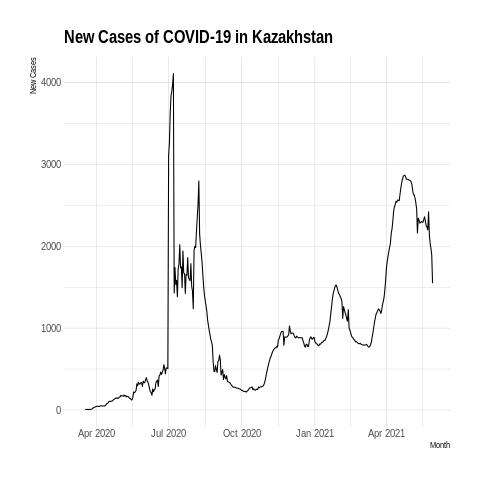 New Cases of COVID-19 in Kazakhstan
New Cases
4000
3000
2000
1000
0
Apr 2020 Jul 2020 Oct 2020 Jan 2021 Apr 2021
Month